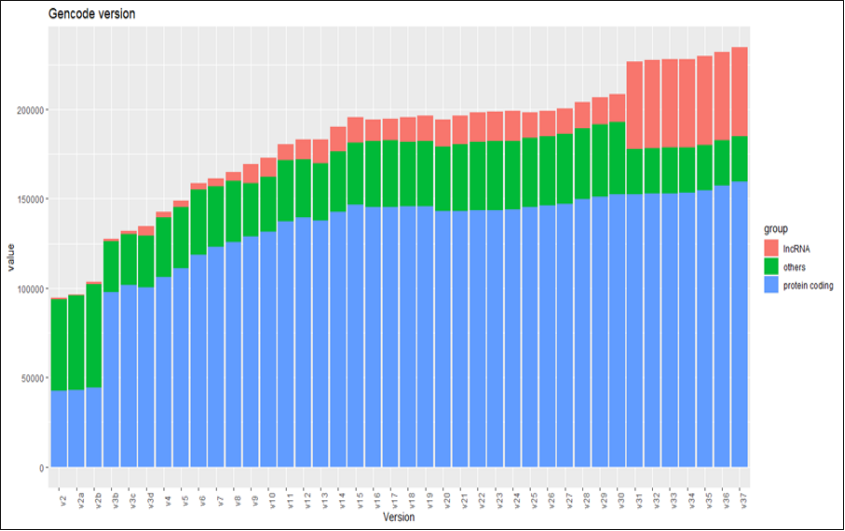 Gencode version
value
200000
150000
100000
50000
0
v2
v2a
v2b
v3b
v3c
v3d
v4
v5
v6
v7
v8
v9
v10
v11
v12
v13
v14
v15
v16
v17
v18
v19
v20
v21
v22
v23
v24
v25
v26
v27
v28
v29
v30
v31
v32
v33
v34
v35
v36
v37
Version
group
lncRNA
others
protein coding